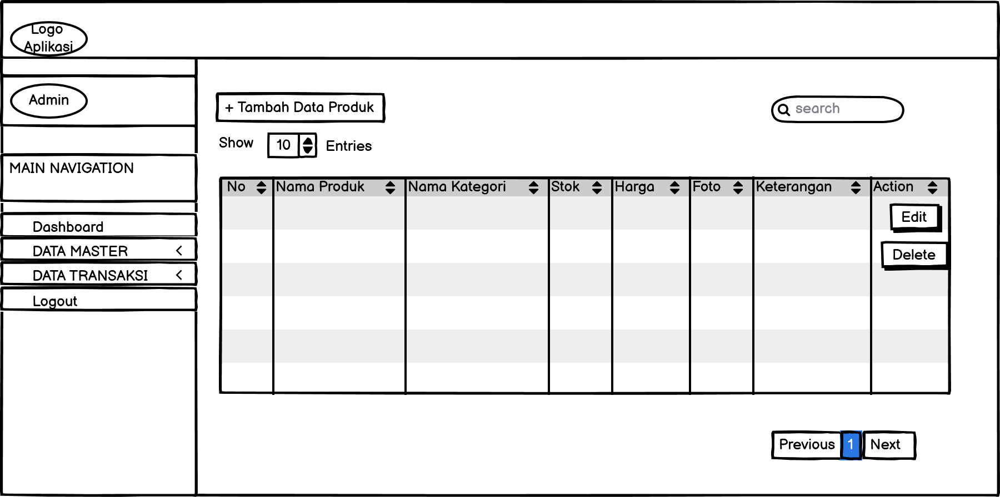 Logo
Aplikasi
Admin
MAIN NAVIGATION
Dashboard
DATA MASTER
DATA TRANSAKSI
Logout
+ Tambah Data Produk
search
Show 10 Entries
No Nama Produk Nama Kategori Stok Harga Foto Keterangan Action
Edit
Delete
Previous 1 Next